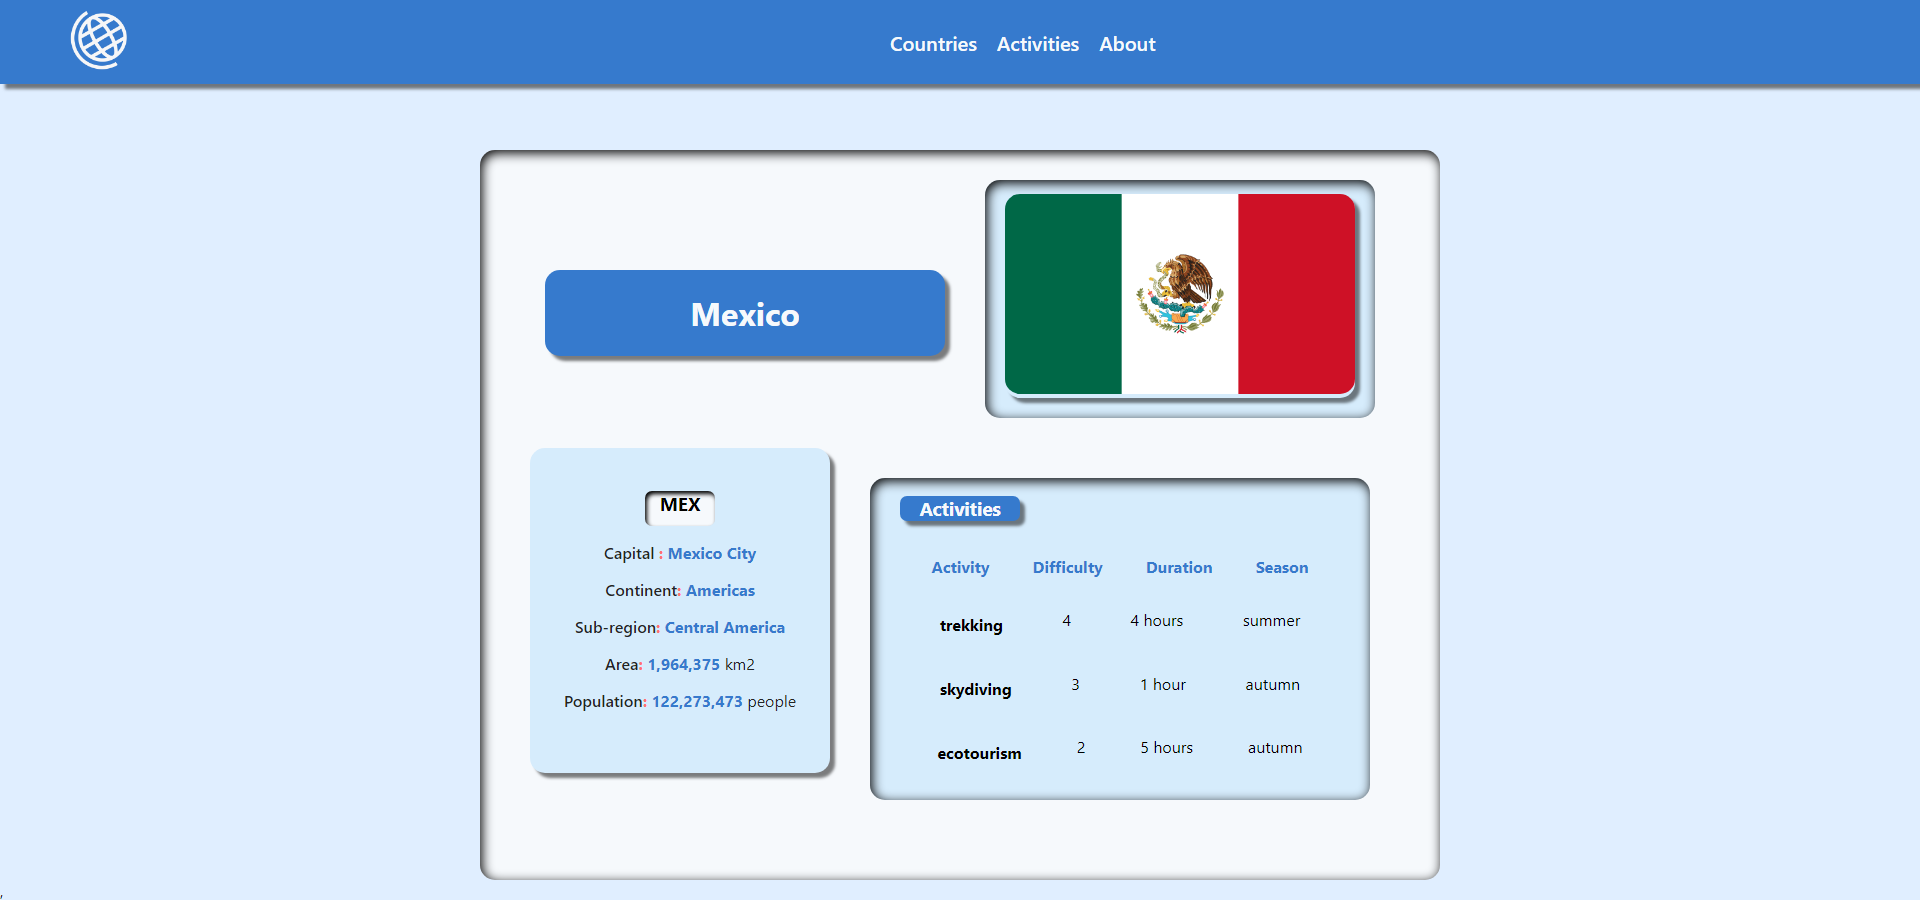 Countries Activities About
Mexico
MEX
Capital : Mexico City
Continent: Americas
Sub-region: Central America
Area: 1,964,375 km2
Population: 122,273,473 people
Activities
Activity Difficulty Duration Season
trekking 4 4 hours summer
skydiving 3 1 hour autumn
ecotourism 2 5 hours autumn
,